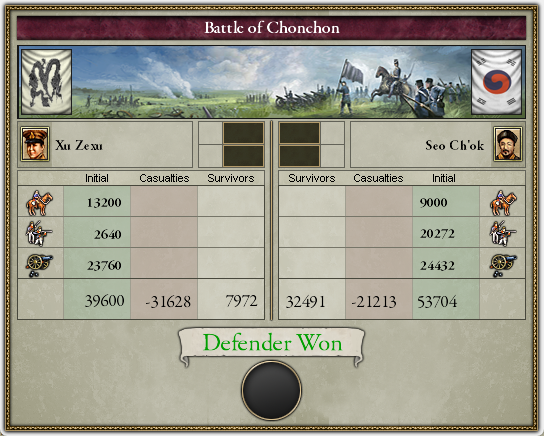 Battle of Chonchon
Xu Zexu
Seo Ch'ok
Initial Casualties Survivors Survivors Casualties Initial
13200 9000
2640 20272
23760 24432
39600 -31628 7972 32491 -21213 53704
Defender Won